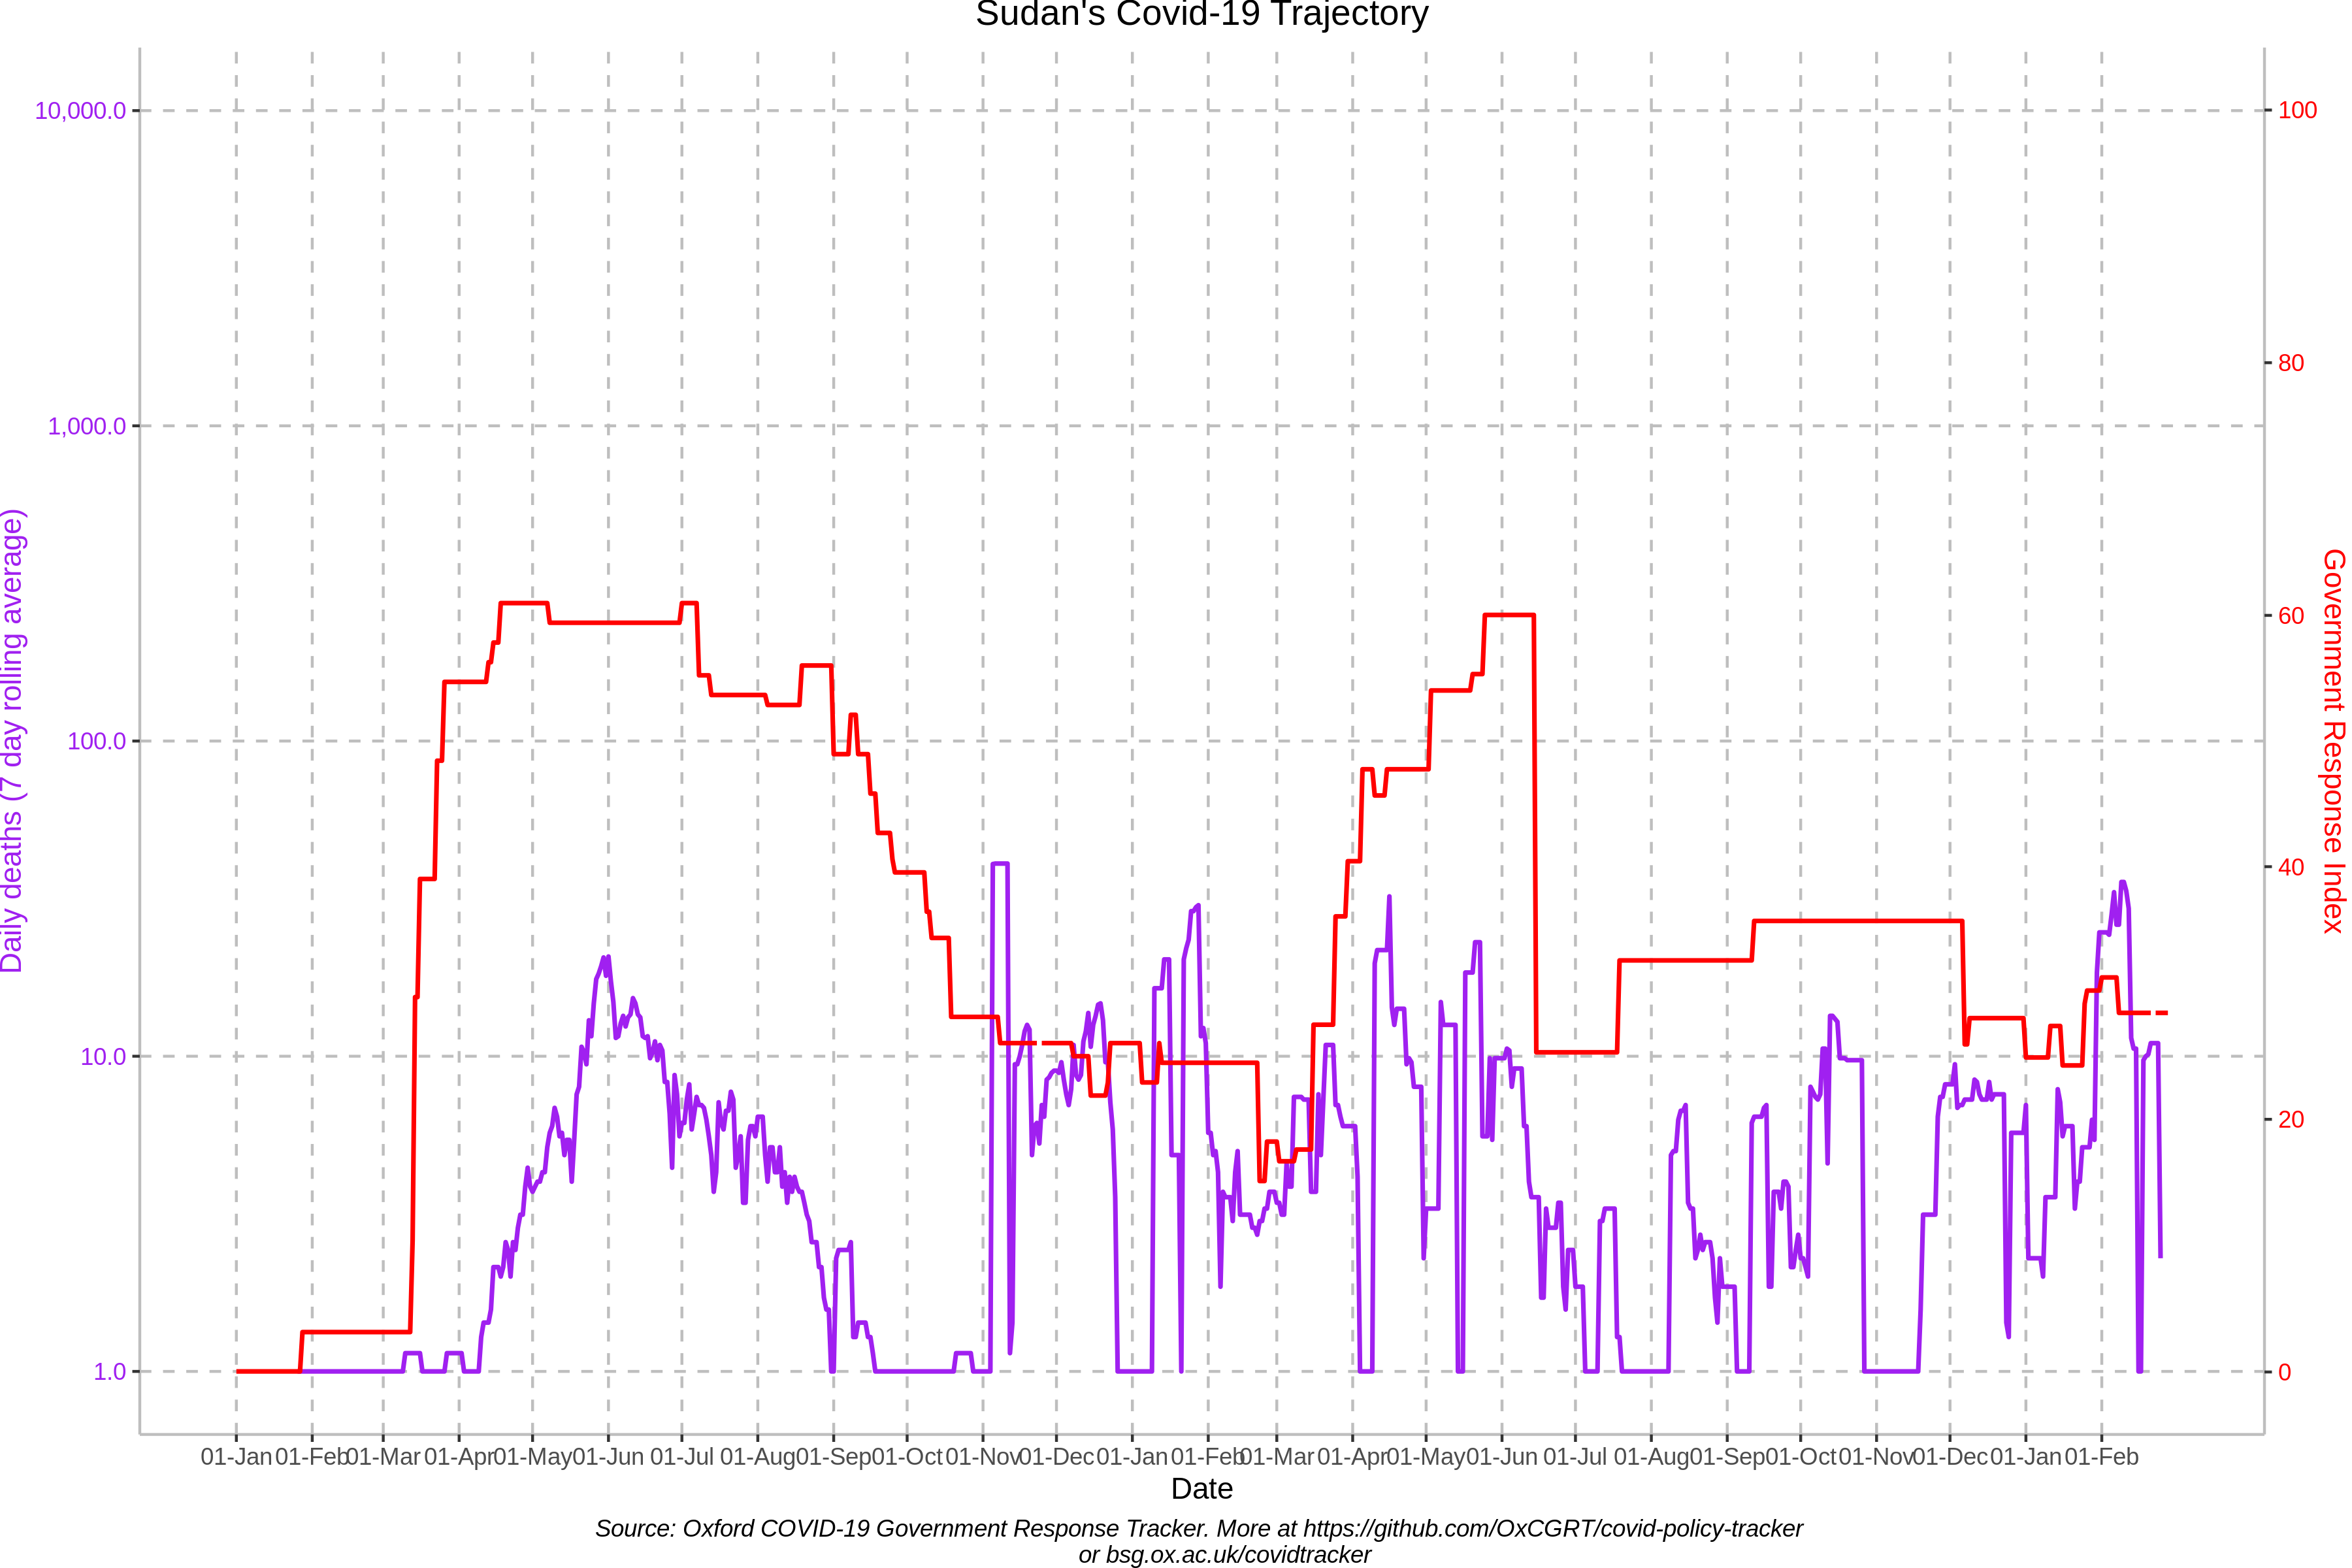 Sudan's Covid-19 Trajectory
10,000.0
1,000.0
100.0
10.0
1.0
Daily deaths (7 day rolling average)
100
80
60
40
20
0
Government Response Index
01-Jan 01-Feb 01-Mar 01-Apr 01-May 01-Jun 01-Jul 01-Aug 01-Sep 01-Oct 01-Nov 01-Dec 01-Jan 01-Feb 01-Mar 01-Apr 01-May 01-Jun 01-Jul 01-Aug 01-Sep 01-Oct 01-Nov 01-Dec 01-Jan 01-Feb
Date
Source: Oxford COVID-19 Government Response Tracker. More at https://github.com/OxCGRT/covid-policy-tracker
or bsg.ox.ac.uk/covidtracker